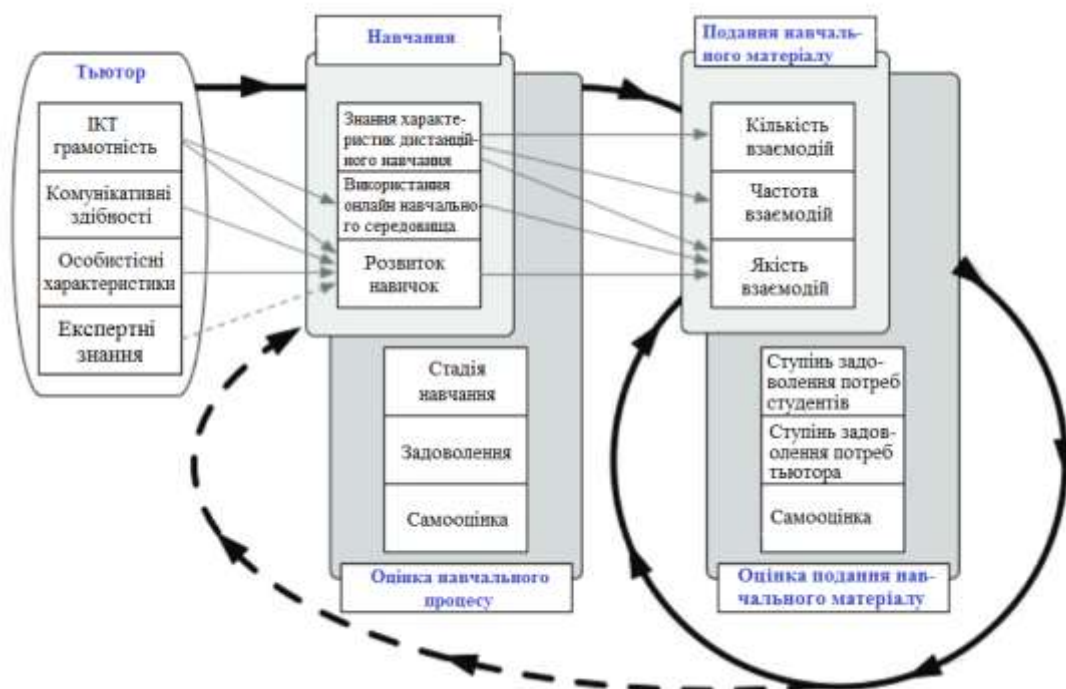 Тьютор
ІКТ
грамотність
Комунікативні
здібності
Особистісні
характеристики
Експертні
знання
Навчання
Знання характе-
ристик дистанцій-
ного навчання
Використання
онлайн навчально-
го середовища
Розвиток
навичок
Стадія
навчання
Задоволення
Самооцінка
Оцінка навчального
процесу
Подання навчаль-
ного матеріалу
Кількість
взаємодій
Частота
взаємодій
Якість
взаємодій
Ступінь задо-
волення потреб
студентів
Ступінь задов-
олення потреб
тьютора
Самооцінка
Оцінка подання нав-
чального матеріалу